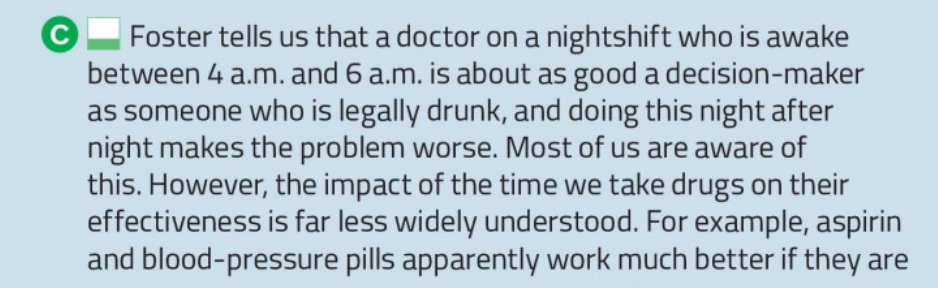 C Foster tells us that a doctor on a nightshift who is awake
between 4 a.m. and 6 a.m. is about as good a decision-maker
as someone who is legally drunk, and doing this night after
night makes the problem worse. Most of us are aware of
this. However, the impact of the time we take drugs on their
effectiveness is far less widely understood. For example, aspirin
and blood-pressure pills apparently work much better if they are